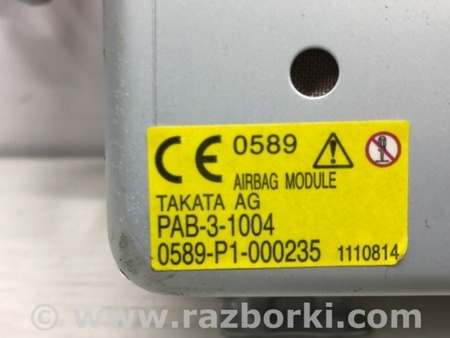 CE 0589
AIRBAG MODULE
TAKATA AG
PAB-3-1004
0589-P1-000235 1110814
© www.razborki.com